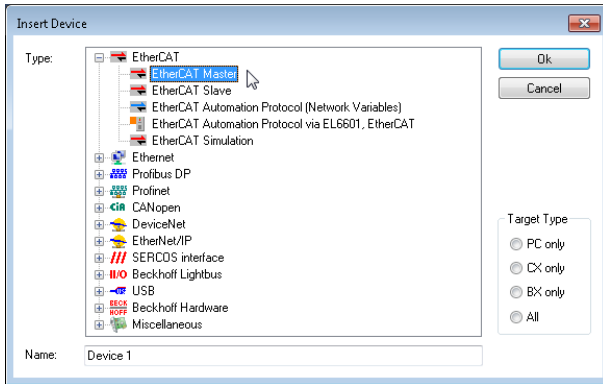 Insert Device
Type:
EtherCAT
EtherCAT Master
EtherCAT Slave
EtherCAT Automation Protocol (Network Variables)
EtherCAT Automation Protocol via EL6601, EtherCAT
EtherCAT Simulation
Ethernet
Profibus DP
Profinet
CiA CANopen
DeviceNet
EtherNet/IP
SERCOS interface
II/O Beckhoff Lightbus
USB
BECK
HOFF
Beckhoff Hardware
Miscellaneous
Ok
Cancel
Target Type
PC only
CX only
BX only
All
Name:
Device 1